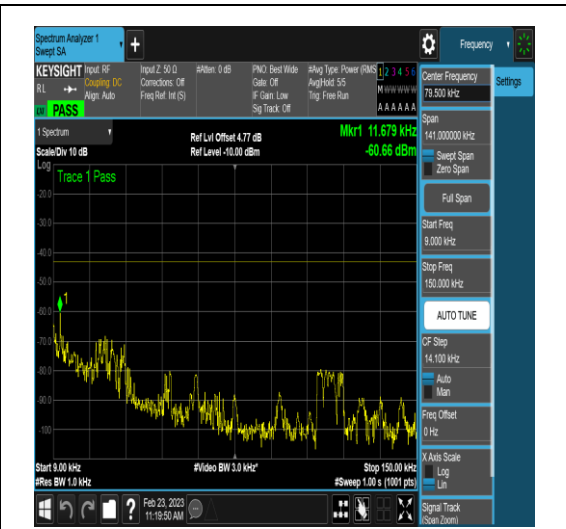 Spectrum Analyzer 1
Swept SA
Frequency
KEYSIGHT Input: RF
Coupling: DC
Align: Auto
RL
PASS
Input Z: 50 Ω
Corrections: Off
Freq Ref: Int (S)
#Atten: 0 dB
PNO: Best Wide
Gate: Off
IF Gain: Low
Sig Track: Off
#Avg Type: Power (RMS)
Avg|Hold: 5/5
Trig: Free Run
1 2 3 4 5 6
M W W W W W
A A A A A A
1 Spectrum
Scale/Div 10 dB
Ref Lvl Offset 4.77 dB
Ref Level -10.00 dBm
Mkr1 11.679 kHz
-60.66 dBm
Log
Trace 1 Pass
-20.0
-30.0
-40.0
-50.0
-60.0
-70.0
-80.0
-90.0
-100
1
Start 9.00 kHz
#Res BW 1.0 kHz
#Video BW 3.0 kHz*
Stop 150.00 kHz
#Sweep 1.00 s (1001 pts)
Feb 23, 2023
11:19:50 AM
Center Frequency
79.500 kHz
Settings
Span
141.000000 kHz
Swept Span
Zero Span
Full Span
Start Freq
9.000 kHz
Stop Freq
150.000 kHz
AUTO TUNE
CF Step
14.100 kHz
Auto
Man
Freq Offset
0 Hz
X Axis Scale
Log
Lin
Signal Track
(Span Zoom)